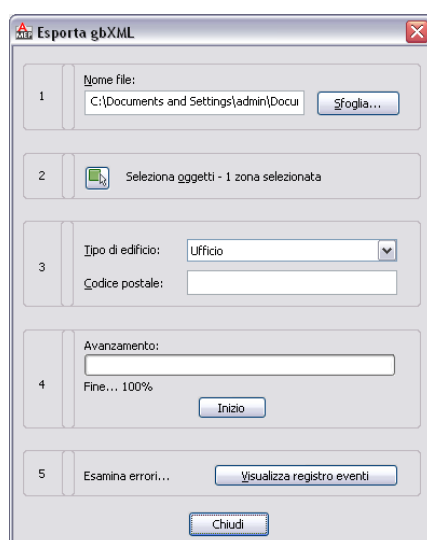 Esporta gbXML
1
Nome file:
C:\Documents and Settings\admin\Docu
Sfoglia...
2
Seleziona oggetti - 1 zona selezionata
3
Tipo di edificio:
Ufficio
Codice postale:
4
Avanzamento:
Fine... 100%
Inizio
5
Esamina errori...
Visualizza registro eventi
Chiudi